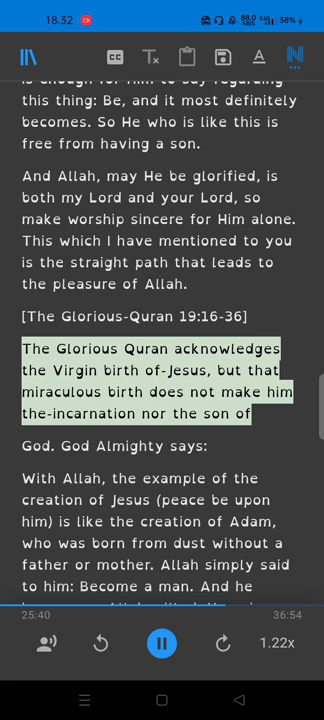 18.32
88.0
KB/S
38%
CC
is enough for Him to say regarding
this thing: Be, and it most definitely
becomes. So He who is like this is
free from having a son.
And Allah, may He be glorified, is
both my Lord and your Lord, so
make worship sincere for Him alone.
This which I have mentioned to you
is the straight path that leads to
the pleasure of Allah.
[The Glorious-Quran 19:16-36]
The Glorious Quran acknowledges
the Virgin birth of-Jesus, but that
miraculous birth does not make him
the-incarnation nor the son of
God. God Almighty says:
With Allah, the example of the
creation of Jesus (peace be upon
him) is like the creation of Adam,
who was born from dust without a
father or mother. Allah simply said
to him: Become a man. And he
25:40
36:54
1.22x